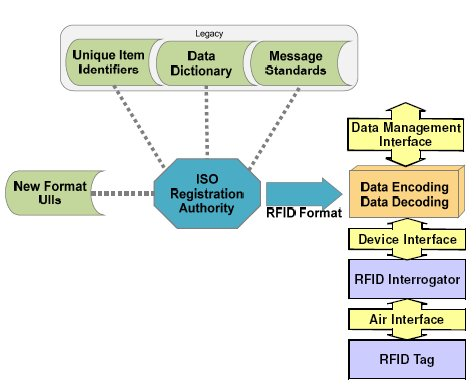 Legacy
Unique Item
Identifiers
Data
Dictionary
Message
Standards
Data Management
Interface
New Format
UIIs
ISO
Registration
Authority
RFID Format
Data Encoding
Data Decoding
Device Interface
RFID Interrogator
Air Interface
RFID Tag